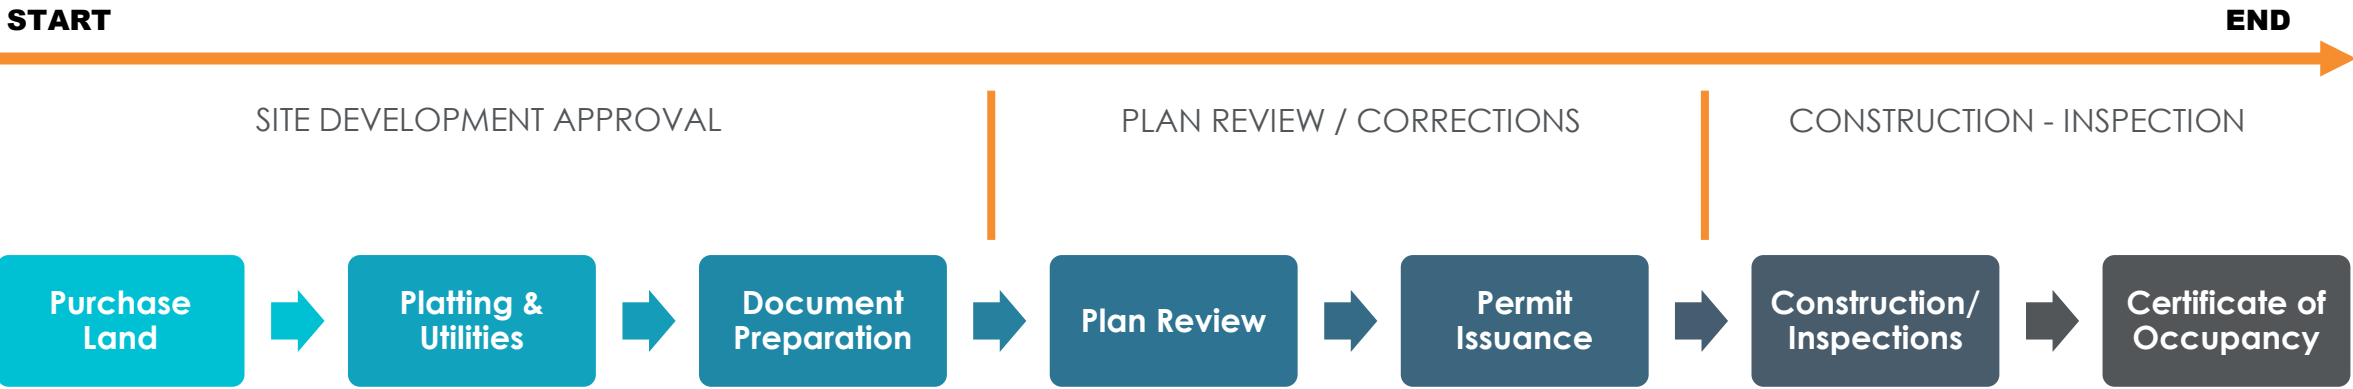 START
END
SITE DEVELOPMENT APPROVAL
PLAN REVIEW / CORRECTIONS
CONSTRUCTION - INSPECTION
Purchase
Land
Platting &
Utilities
Document
Preparation
Plan Review
Permit
Issuance
Construction/
Inspections
Certificate of
Occupancy